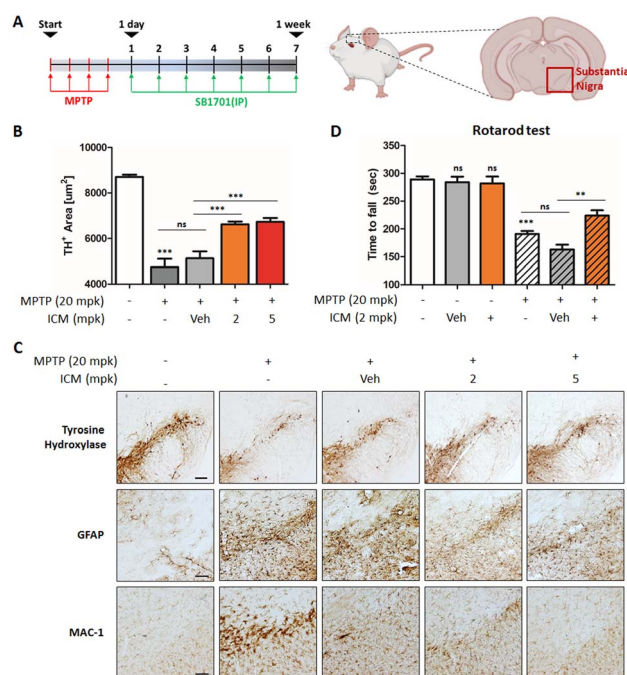 A
Start 1 day 1 week
1 2 3 4 5 6 7
MPTP SB1701(IP)
Substantia
Nigra
B
TH+ Area [um²]
10000
8000
6000
4000
***
ns
***
***
MPTP (20 mpk) - + + + +
ICM (mpk) - - Veh 2 5
D
Rotarod test
Time to fall (sec)
300
250
200
150
100
ns ns
***
ns
**
MPTP (20 mpk) - - - + + +
ICM (2 mpk) - Veh + - Veh +
C
MPTP (20 mpk) - + + + +
ICM (mpk) - - Veh 2 5
Tyrosine
Hydroxylase
GFAP
MAC-1